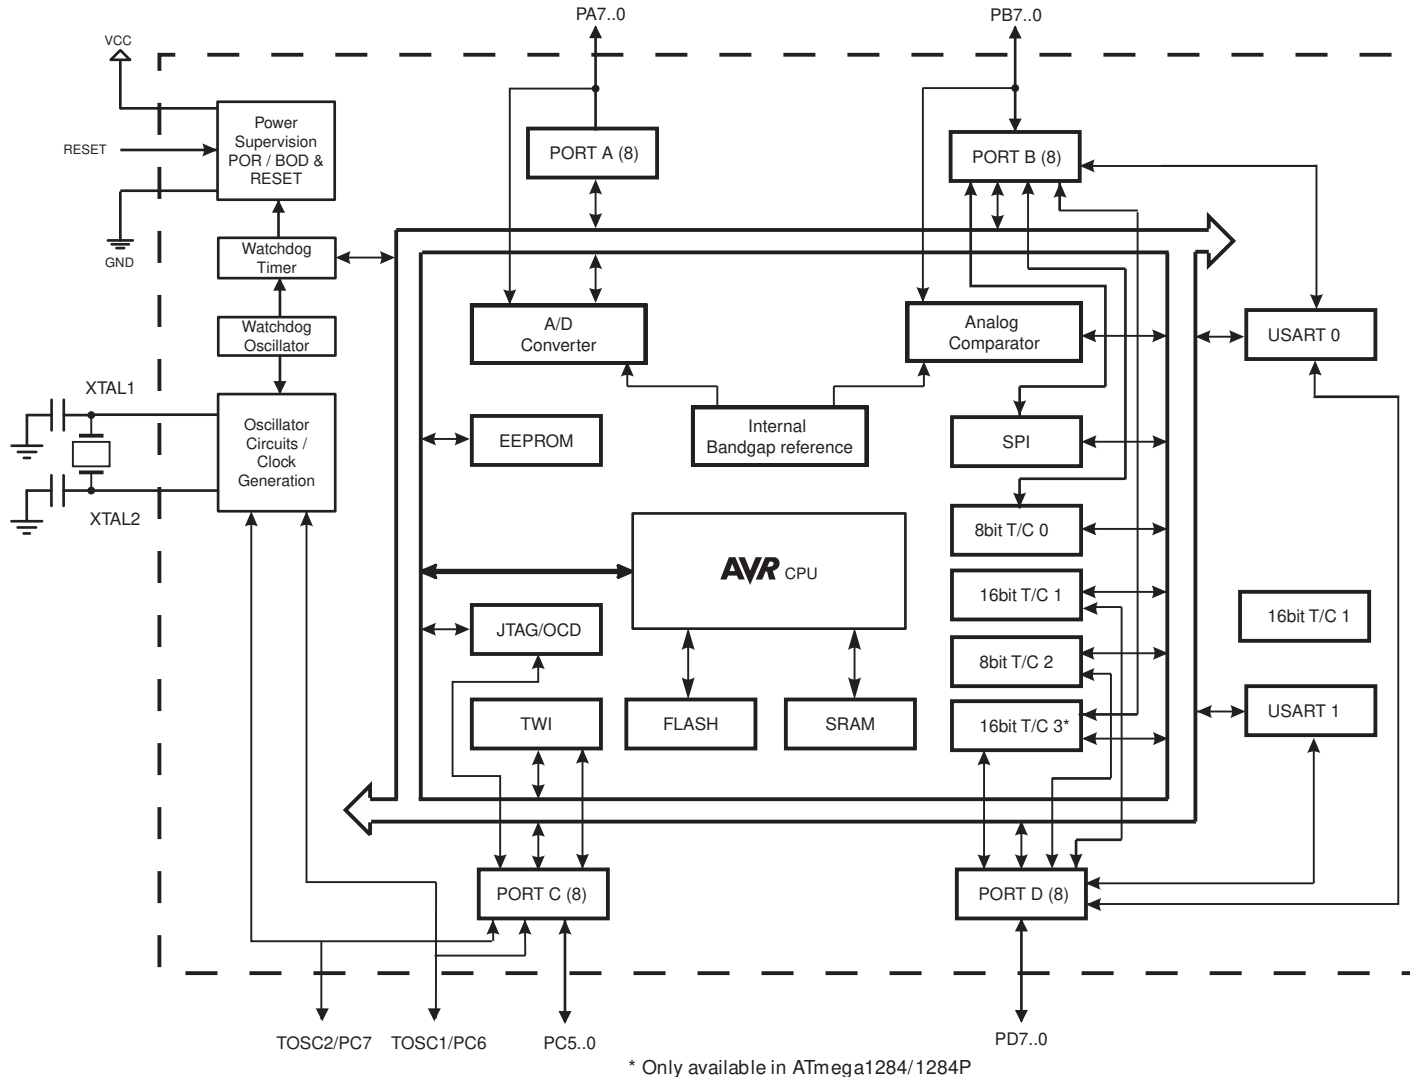 PA7..0
PB7..0
VCC
Power
Supervision
POR / BOD &
RESET
RESET
GND
PORT A (8)
PORT B (8)
Watchdog
Timer
Watchdog
Oscillator
A/D
Converter
Analog
Comparator
USART 0
XTAL1
XTAL2
Oscillator
Circuits /
Clock
Generation
EEPROM
Internal
Bandgap reference
SPI
8bit T/C 0
AVR CPU
16bit T/C 1
16bit T/C 1
JTAG/OCD
8bit T/C 2
TWI
FLASH
SRAM
16bit T/C 3*
USART 1
PORT C (8)
PORT D (8)
TOSC2/PC7
TOSC1/PC6
PC5..0
PD7..0
* Only available in ATmega1284/1284P